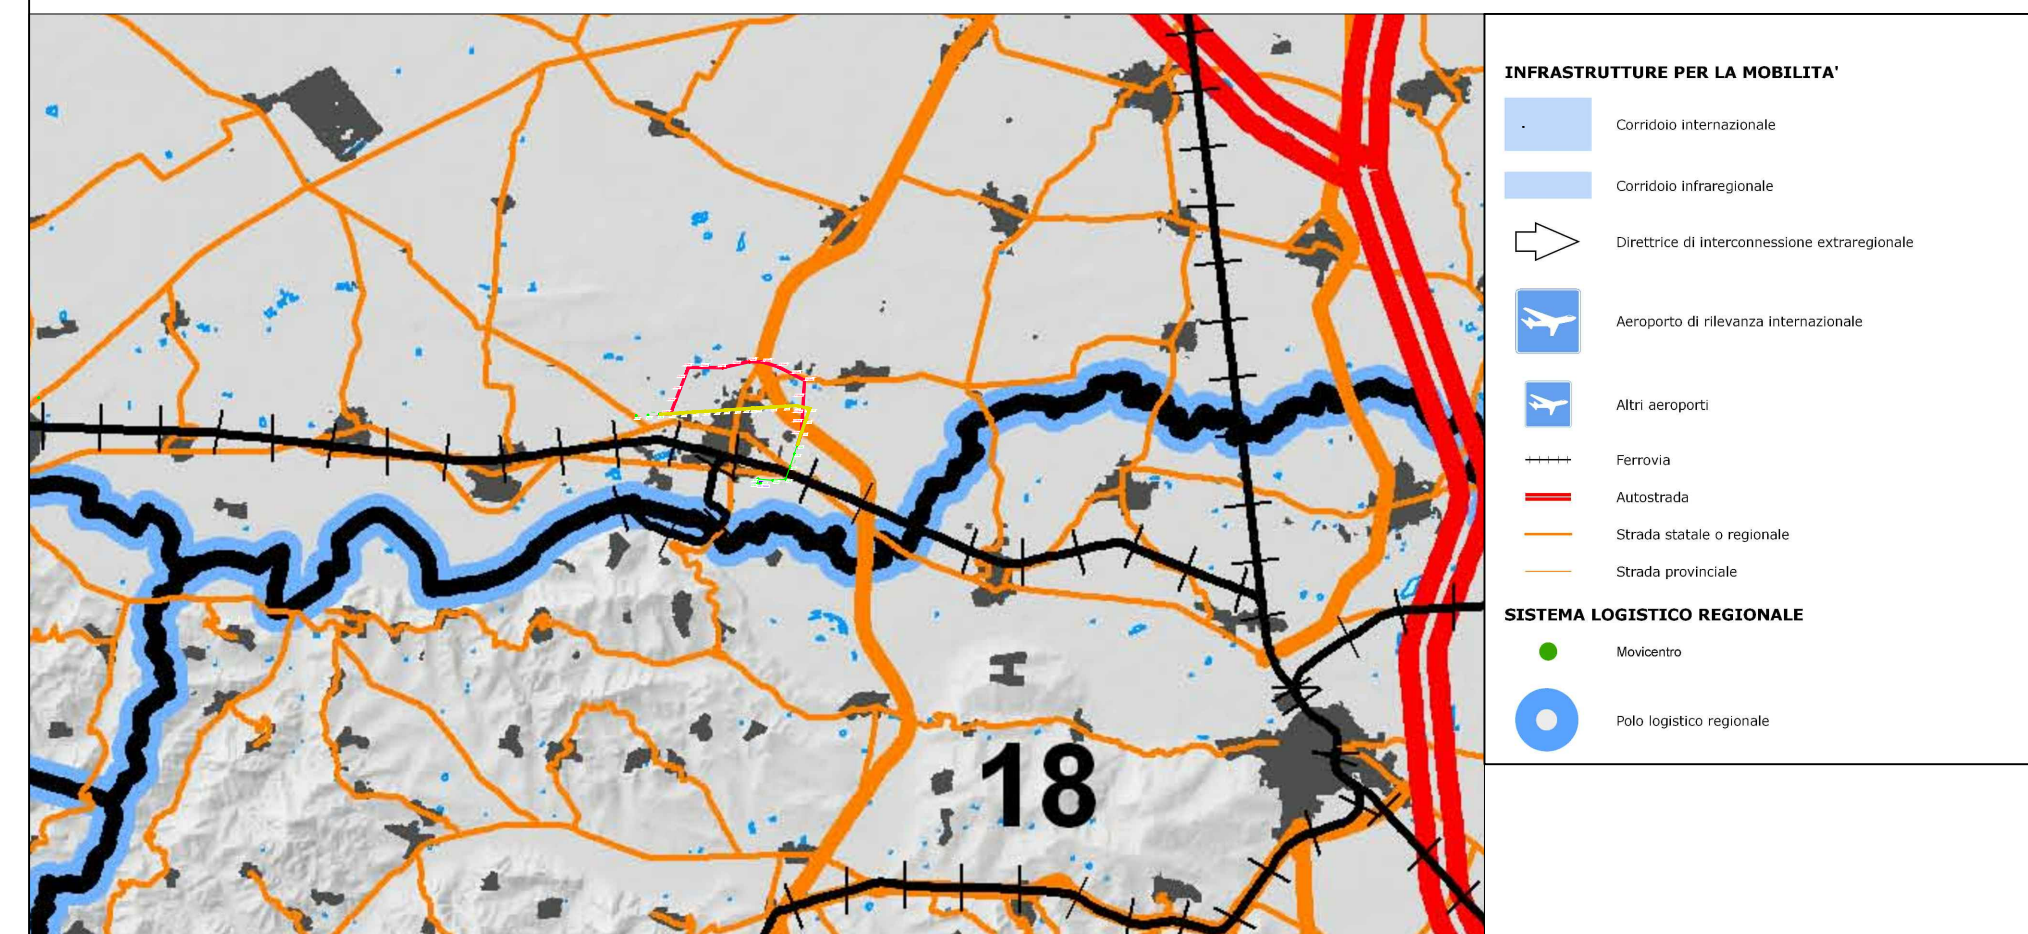 18
INFRASTRUTTURE PER LA MOBILITA'
Corridoio internazionale
Corridoio infraregionale
Direttrice di interconnessione extraregionale
Aeroporto di rilevanza internazionale
Altri aeroporti
Ferrovia
Autostrada
Strada statale o regionale
Strada provinciale
SISTEMA LOGISTICO REGIONALE
Movicentro
Polo logistico regionale